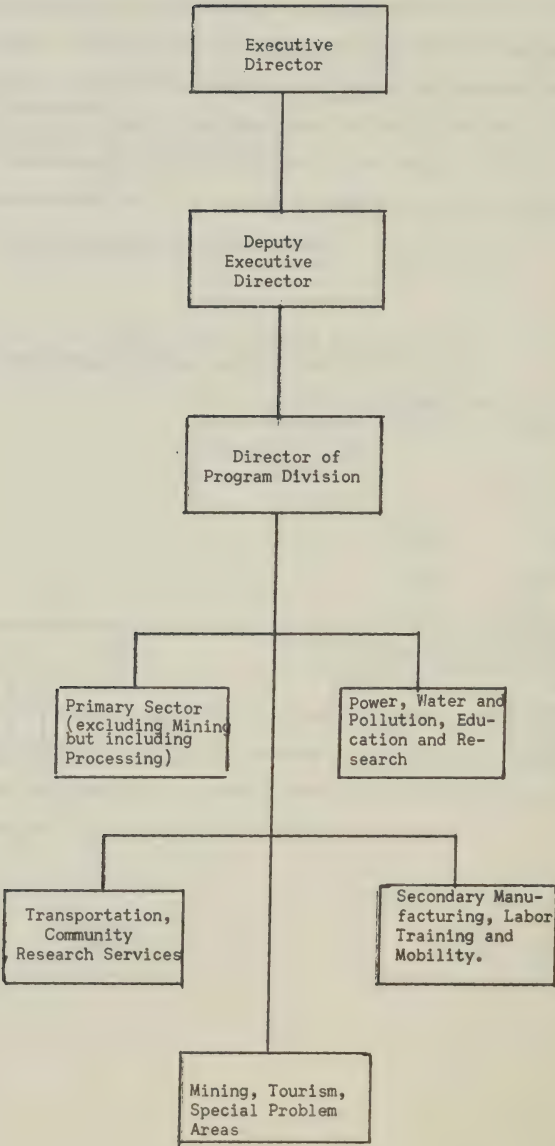 Executive
Director
Deputy
Executive
Director
Director of
Program Division
Primary Sector
(excluding Mining
but including
Processing)
Power, Water and
Pollution, Edu-
cation and Re-
search
Transportation,
Community
Research Services
Secondary Manu-
facturing, Labor
Training and
Mobility.
Mining, Tourism,
Special Problem
Areas